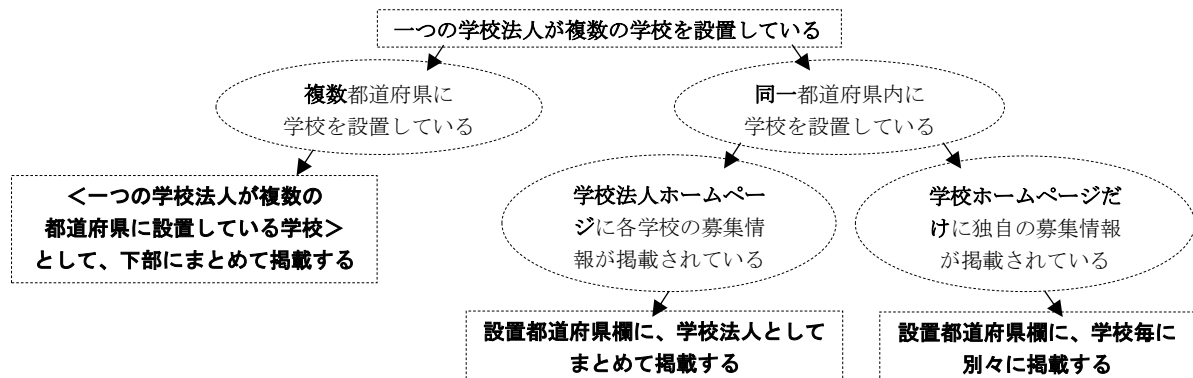 一つの学校法人が複数の学校を設置している
複数都道府県に
学校を設置している
同一都道府県内に
学校を設置している
＜一つの学校法人が複数の
都道府県に設置している学校＞
として、下部にまとめて掲載する
学校法人ホームペー
ジに各学校の募集情
報が掲載されている
学校ホームページだ
けに独自の募集情報
が掲載されている
設置都道府県欄に、学校法人として
まとめて掲載する
設置都道府県欄に、学校毎に
別々に掲載する